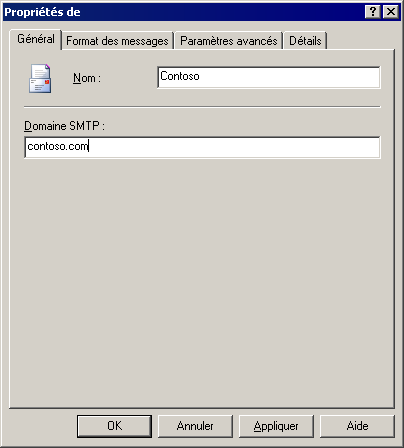 Propriétés de
Général Format des messages Paramètres avancés Détails
Nom : Contoso
Domaine SMTP :
contoso.com
OK Annuler Appliquer Aide